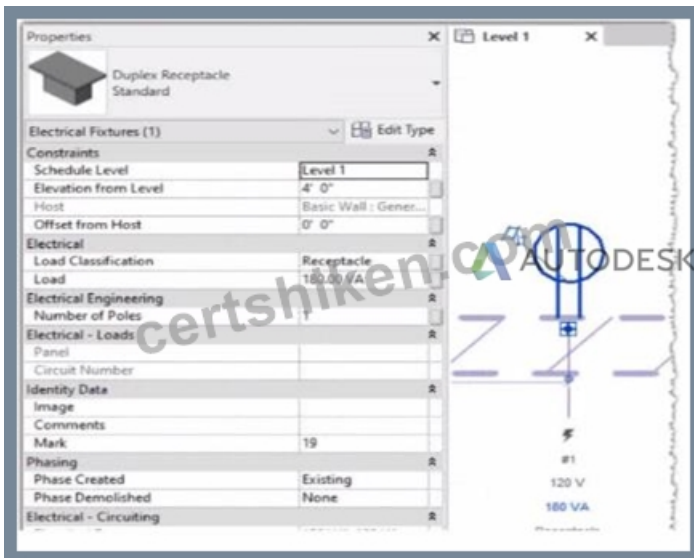 Properties
Duplex Receptacle
Standard
Electrical Fixtures (1)
Edit Type
Constraints
Schedule Level Level 1
Elevation from Level 4' 0"
Host Basic Wall : Gener...
Offset from Host 0' 0"
Electrical
Load Classification Receptacle
Load 180.00 VA
Electrical Engineering
Number of Poles 1
Electrical - Loads
Panel
Circuit Number
Identity Data
Image
Comments
Mark 19
Phasing
Phase Created Existing
Phase Demolished None
Electrical - Circuiting
Level 1
AUTODESK
#1
120 V
180 VA
certshiken.com